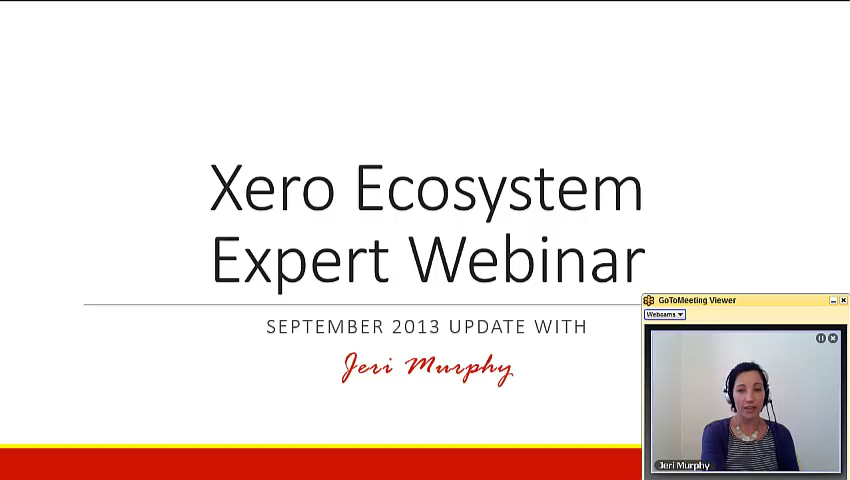 Xero Ecosystem
Expert Webinar
SEPTEMBER 2013 UPDATE WITH
Jeri Murphy
GoToMeeting Viewer
Webcams
Jeri Murphy